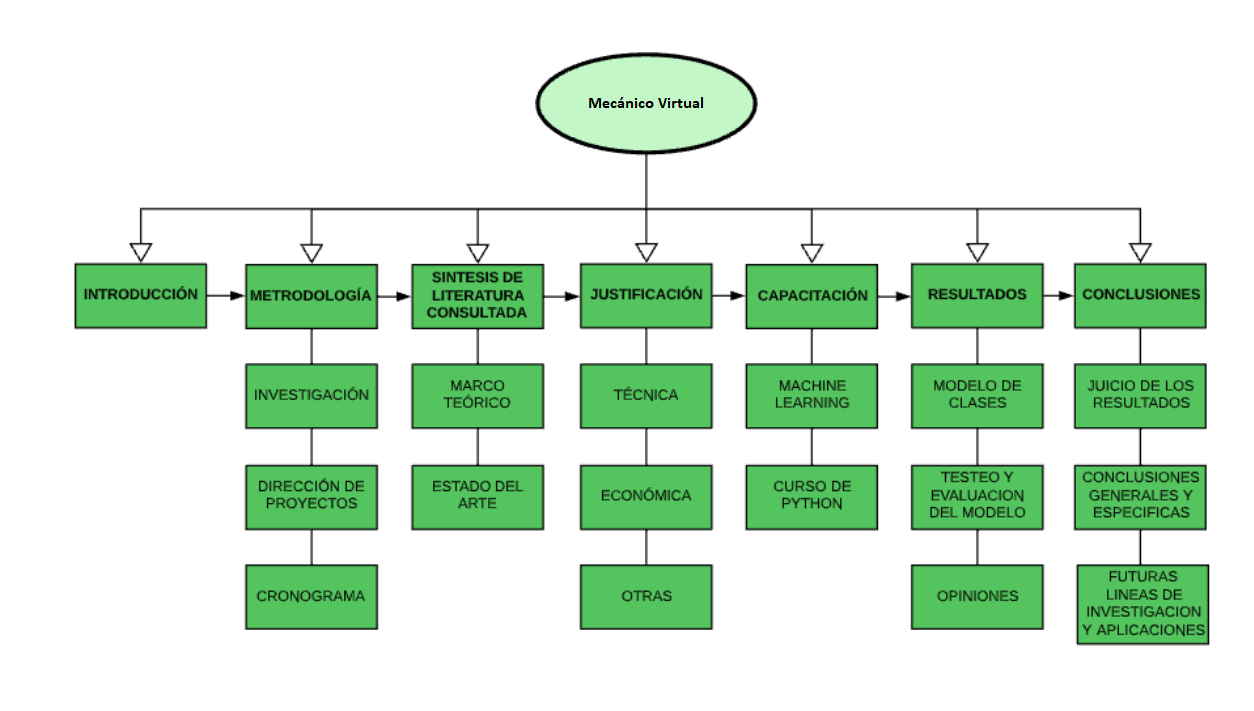 Mecánico Virtual
INTRODUCCIÓN
METRODOLOGÍA
SINTESIS DE
LITERATURA
CONSULTADA
JUSTIFICACIÓN
CAPACITACIÓN
RESULTADOS
CONCLUSIONES
INVESTIGACIÓN
MARCO
TEÓRICO
TÉCNICA
MACHINE
LEARNING
MODELO DE
CLASES
JUICIO DE LOS
RESULTADOS
DIRECCIÓN DE
PROYECTOS
ESTADO DEL
ARTE
ECONÓMICA
CURSO DE
PYTHON
TESTEO Y
EVALUACION
DEL MODELO
CONCLUSIONES
GENERALES Y
ESPECIFICAS
CRONOGRAMA
OTRAS
OPINIONES
FUTURAS
LINEAS DE
INVESTIGACION
Y APLICACIONES